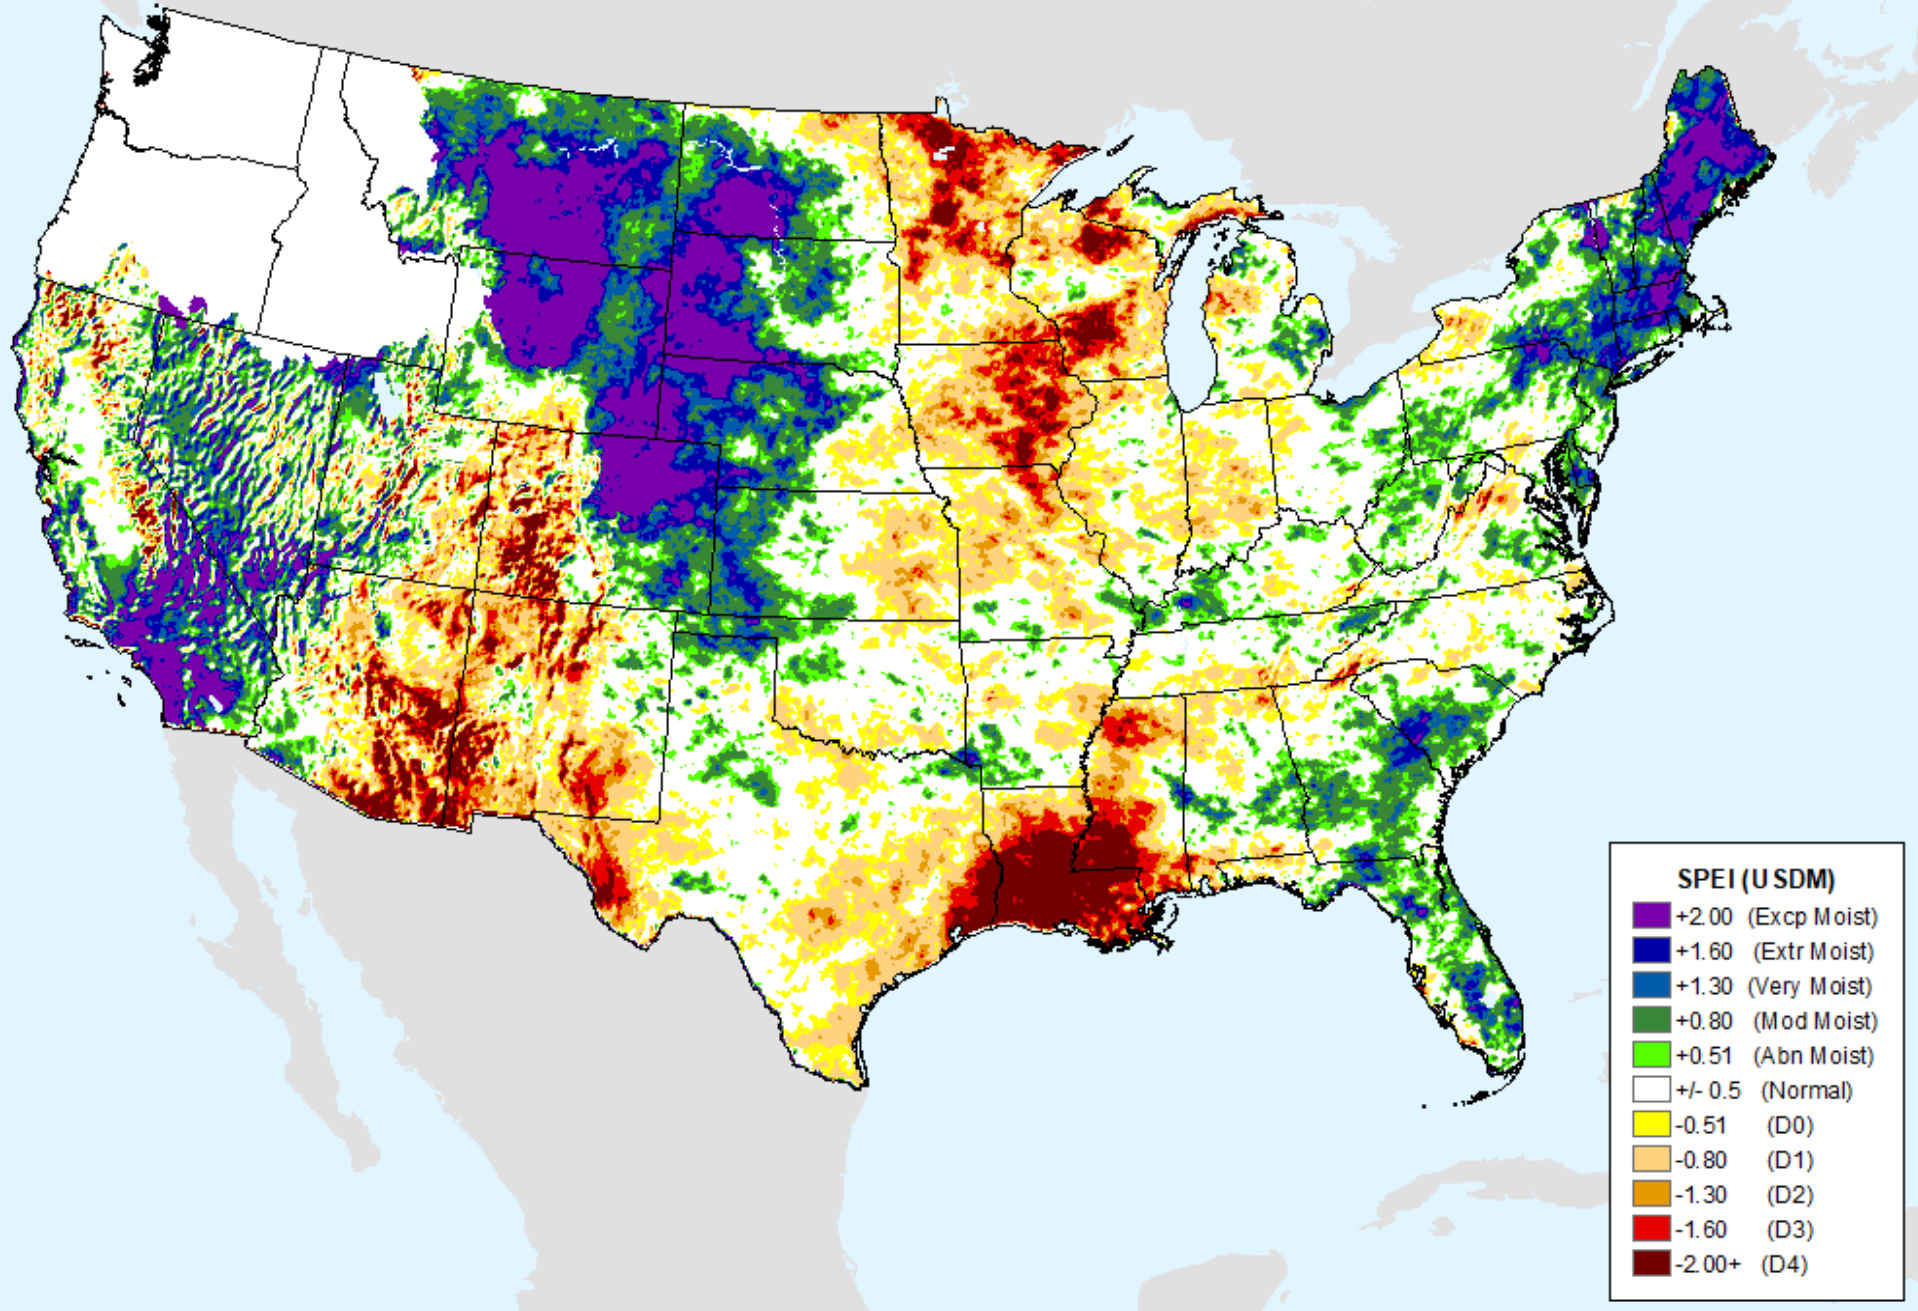 SPEI (USDM)
+2.00 (Excp Moist)
+1.60 (Extr Moist)
+1.30 (Very Moist)
+0.80 (Mod Moist)
+0.51 (Abn Moist)
+/- 0.5 (Normal)
-0.51 (D0)
-0.80 (D1)
-1.30 (D2)
-1.60 (D3)
-2.00+ (D4)